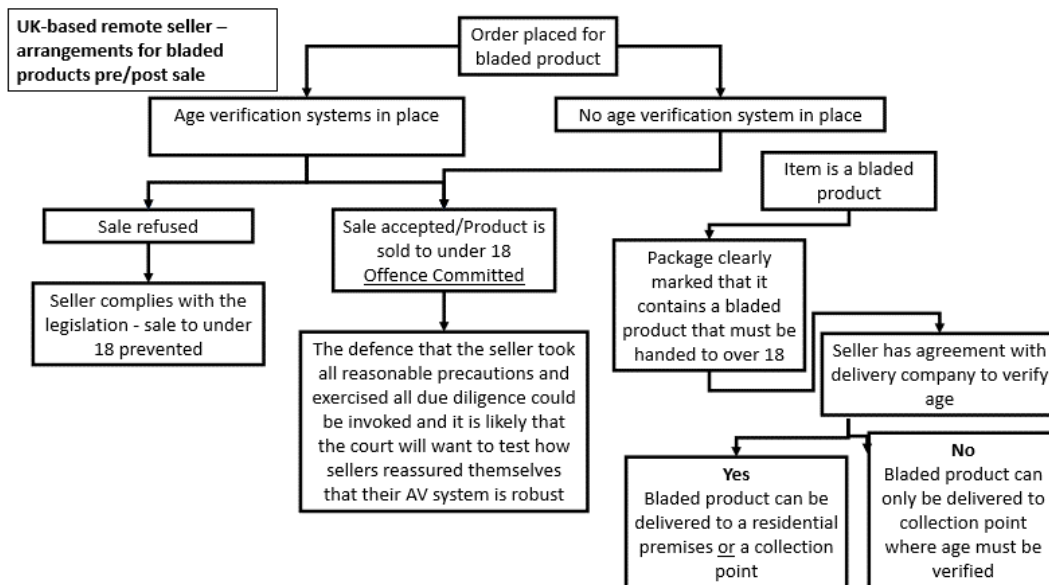 UK-based remote seller –
arrangements for bladed
products pre/post sale
Order placed for
bladed product
Age verification systems in place
No age verification system in place
Item is a bladed
product
Sale refused
Sale accepted/Product is
sold to under 18
Offence Committed
Package clearly
marked that it
contains a bladed
product that must be
handed to over 18
Seller complies with the
legislation - sale to under
18 prevented
The defence that the seller took
all reasonable precautions and
exercised all due diligence could
be invoked and it is likely that
the court will want to test how
sellers reassured themselves
that their AV system is robust
Seller has agreement with
delivery company to verify
age
Yes
Bladed product can be
delivered to a residential
premises or a collection
point
No
Bladed product can
only be delivered to
collection point
where age must be
verified